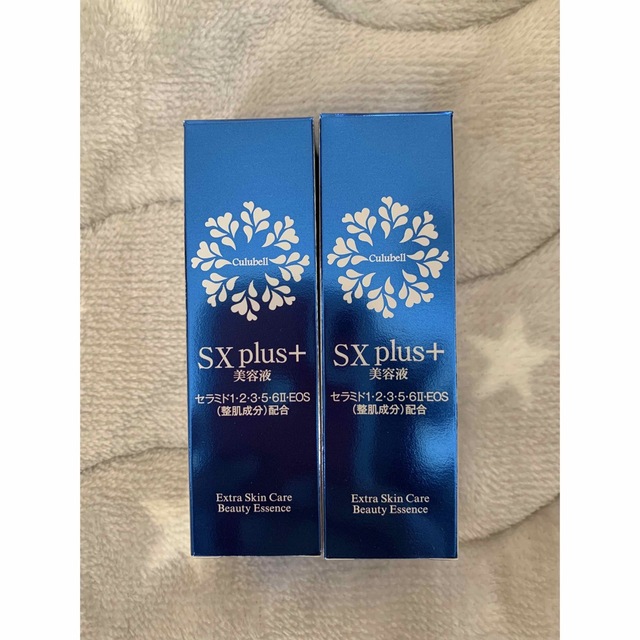 Culubell
SX plus+
美容液
セラミド1・2・3・5・6II・EOS
(整肌成分)配合
Extra Skin Care
Beauty Essence
Culubell
SX plus+
美容液
セラミド1・2・3・5・6II・EOS
(整肌成分)配合
Extra Skin Care
Beauty Essence